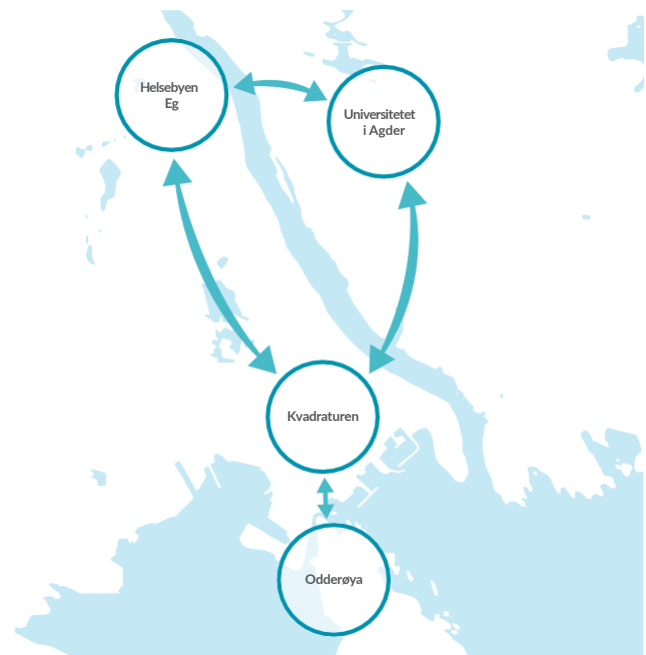 Helsebyen
Eg
Universitetet
i Agder
Kvadraturen
Odderøya